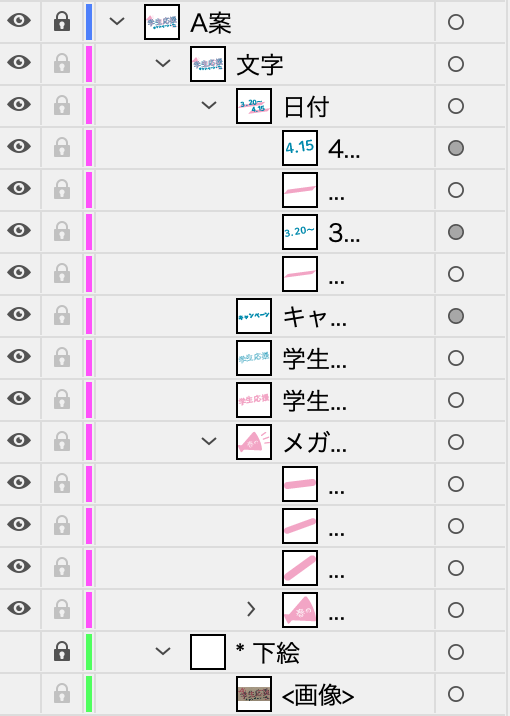 A案
文字
日付
4.15
4...
...
3.20〜
3...
...
キャンペーン
キャ...
学生応援
学生...
学生応援
学生...
メガ...
...
...
...
...
* 下絵
<画像>